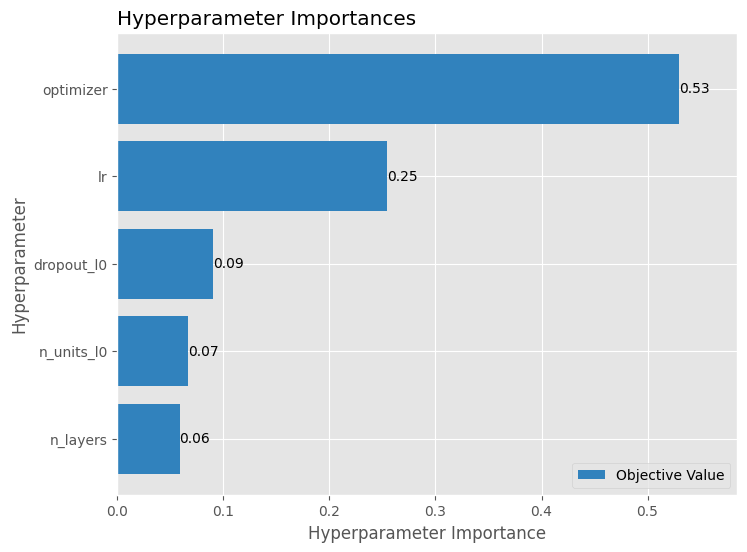 Hyperparameter Importances
Hyperparameter
optimizer
0.53
lr
0.25
dropout_l0
0.09
n_units_l0
0.07
n_layers
0.06
Objective Value
0.0 0.1 0.2 0.3 0.4 0.5
Hyperparameter Importance